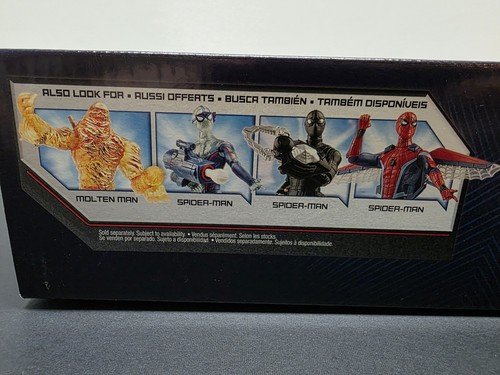 ALSO LOOK FOR • AUSSI OFFERTS • BUSCA TAMBIÉN • TAMBÉM DISPONÍVEIS
MOLTEN MAN
SPIDER-MAN
SPIDER-MAN
SPIDER-MAN
Sold separately. Subject to availability. • Vendus séparément. Selon les stocks.
Se venden por separado. Sujeto a disponibilidad. • Vendidos separadamente. Sujeitos à disponibilidade.